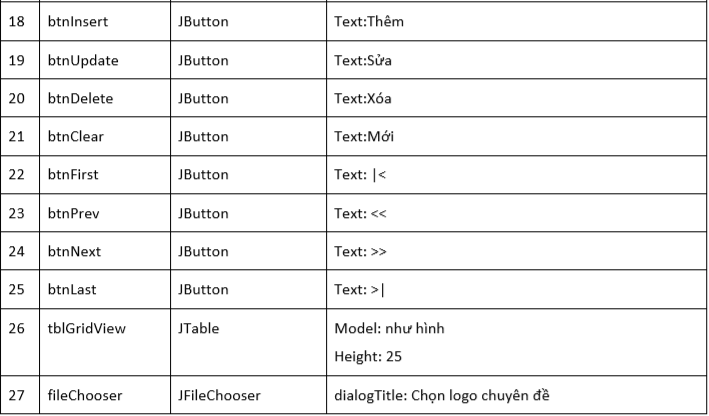 18 btnInsert JButton Text:Thêm
19 btnUpdate JButton Text:Sửa
20 btnDelete JButton Text:Xóa
21 btnClear JButton Text:Mới
22 btnFirst JButton Text: |<
23 btnPrev JButton Text: <<
24 btnNext JButton Text: >>
25 btnLast JButton Text: >|
26 tblGridView JTable Model: như hình
Height: 25
27 fileChooser JFileChooser dialogTitle: Chọn logo chuyên đề